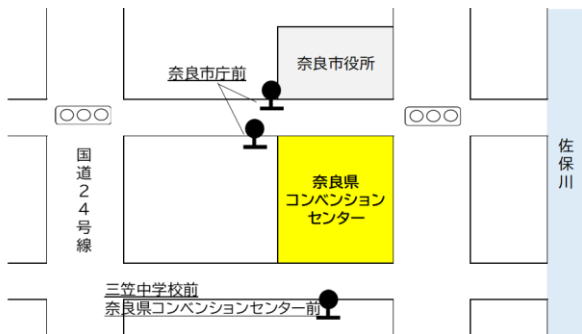 奈良市役所
奈良市庁前
国道24号線
奈良県
コンベンション
センター
佐保川
三笠中学校前
奈良県コンベンションセンター前